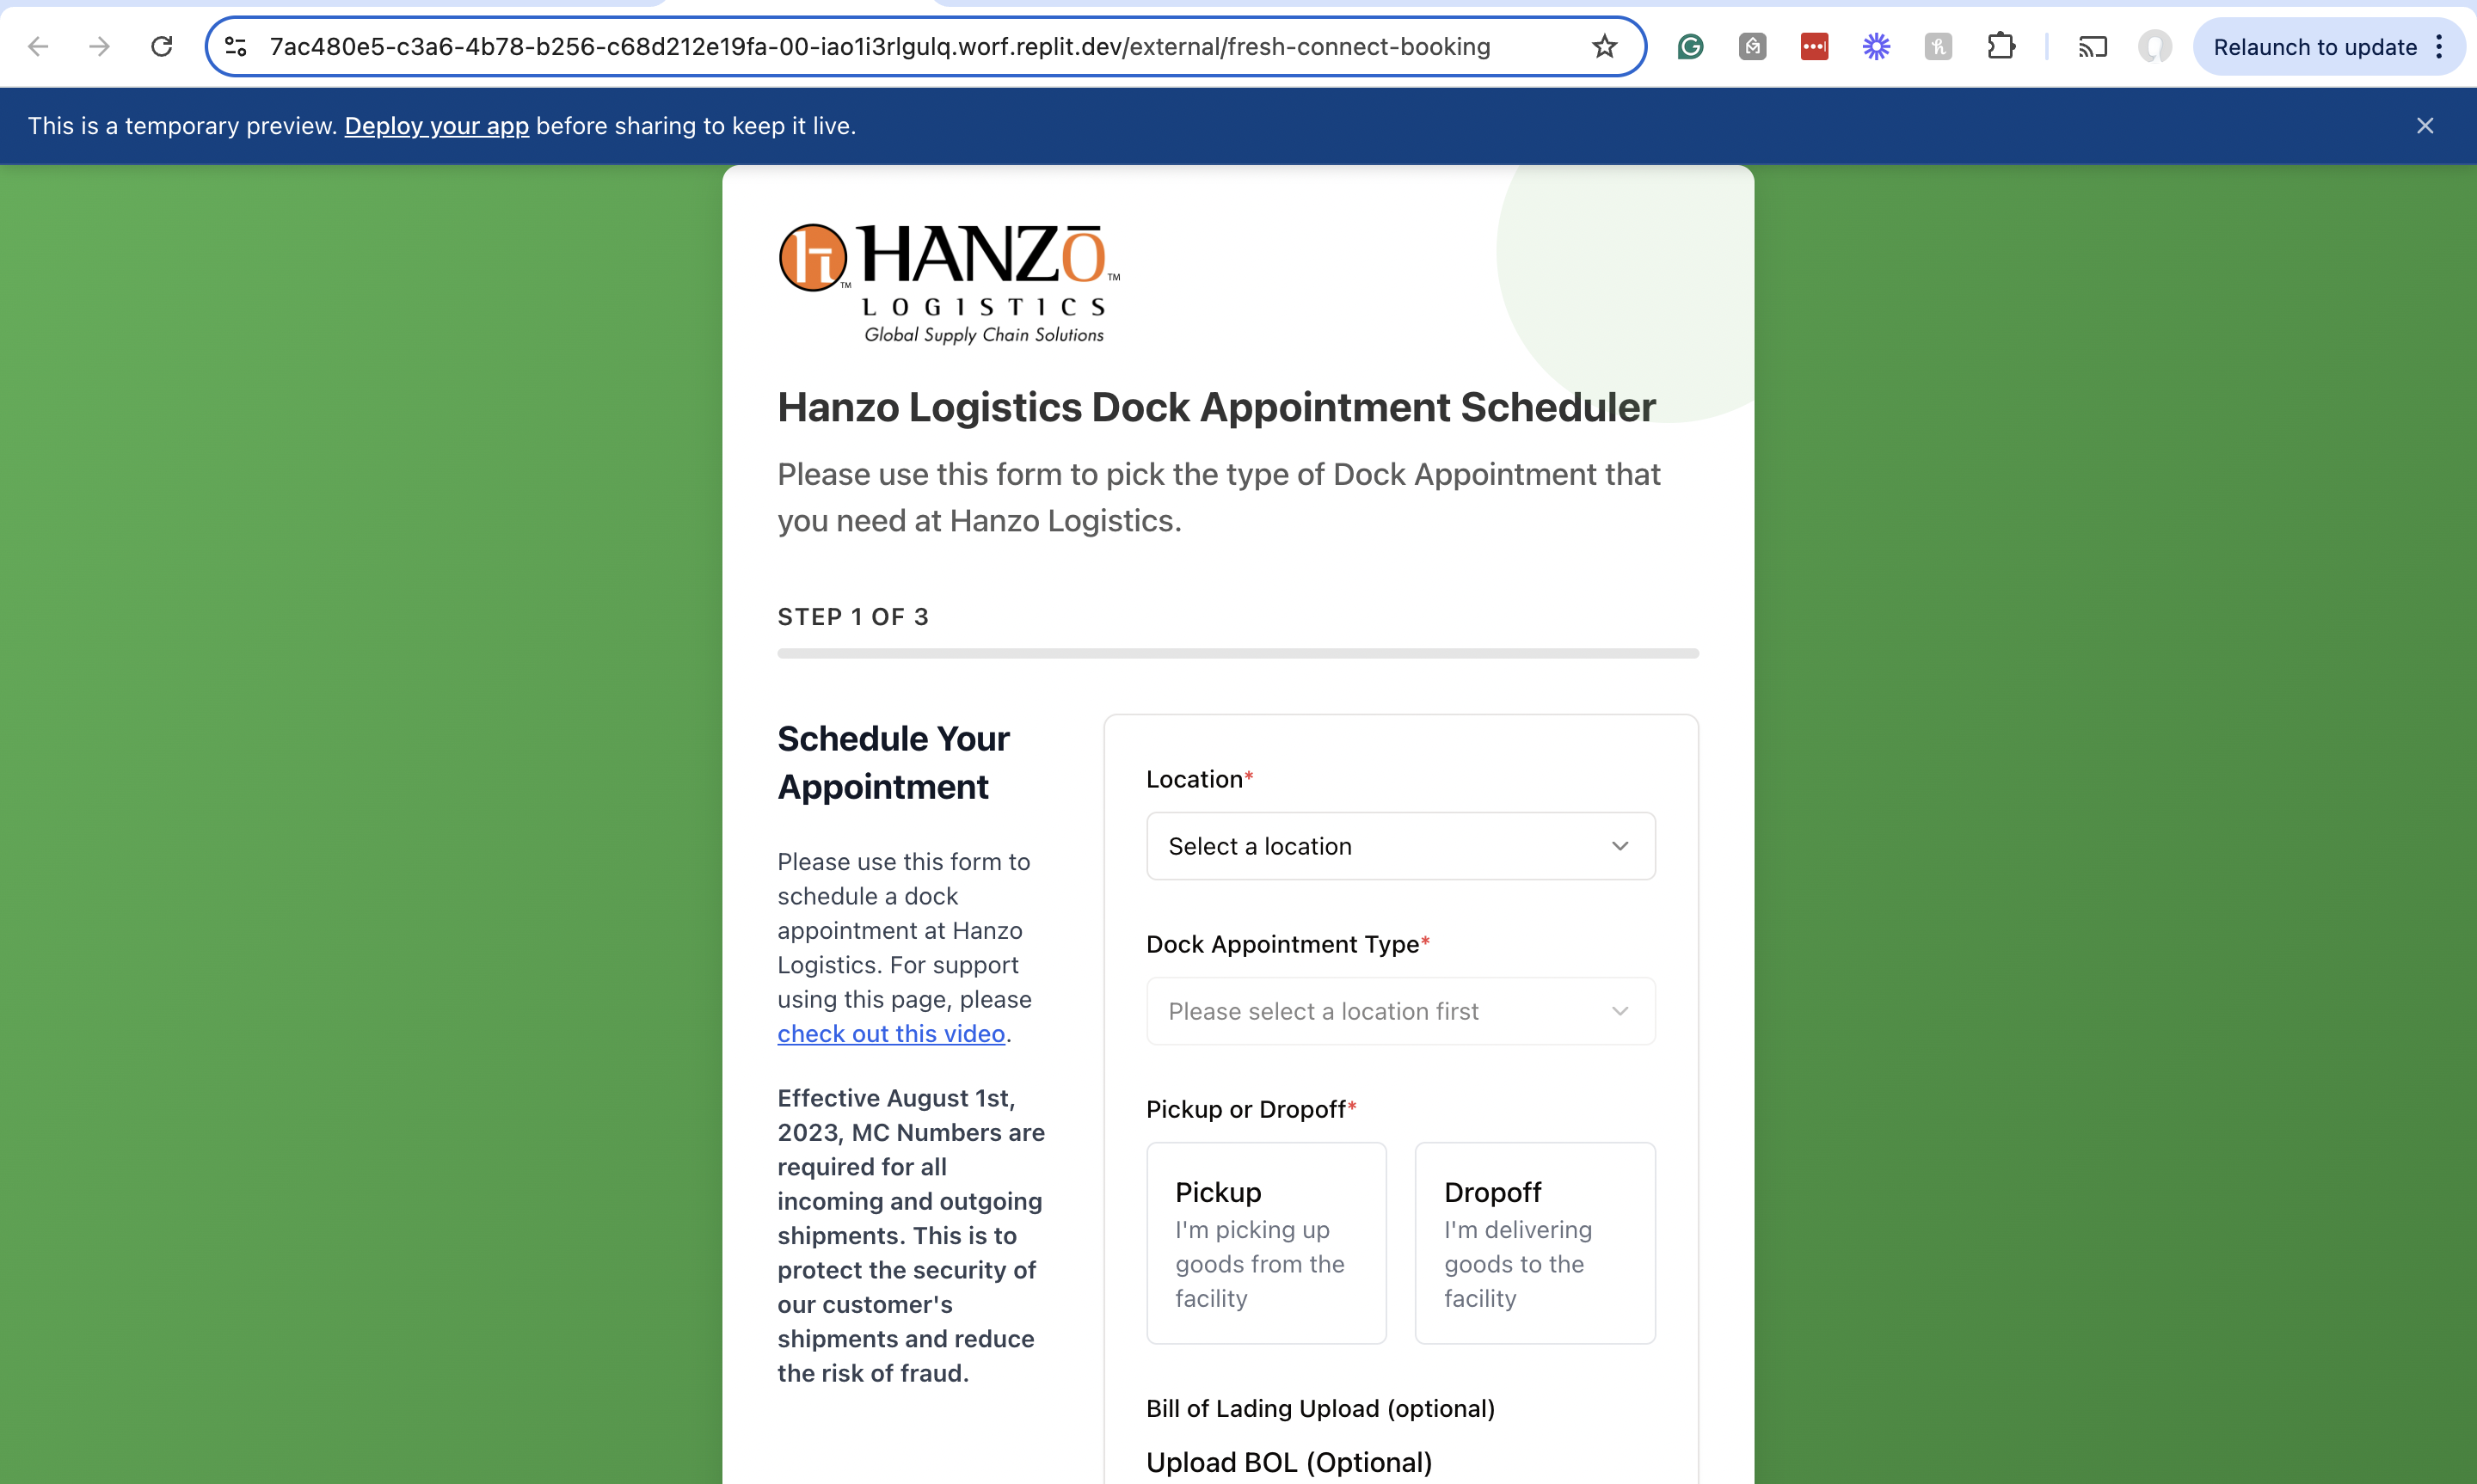 7ac480e5-c3a6-4b78-b256-c68d212e19fa-00-iao1i3rlgulq.worf.replit.dev/external/fresh-connect-booking
Relaunch to update
This is a temporary preview. Deploy your app before sharing to keep it live.
HANZŌ™
LOGISTICS
Global Supply Chain Solutions
Hanzo Logistics Dock Appointment Scheduler
Please use this form to pick the type of Dock Appointment that
you need at Hanzo Logistics.
STEP 1 OF 3
Schedule Your
Appointment
Please use this form to
schedule a dock
appointment at Hanzo
Logistics. For support
using this page, please
check out this video.
Effective August 1st,
2023, MC Numbers are
required for all
incoming and outgoing
shipments. This is to
protect the security of
our customer's
shipments and reduce
the risk of fraud.
Location*
Select a location
Dock Appointment Type*
Please select a location first
Pickup or Dropoff*
Pickup
I'm picking up
goods from the
facility
Dropoff
I'm delivering
goods to the
facility
Bill of Lading Upload (optional)
Upload BOL (Optional)